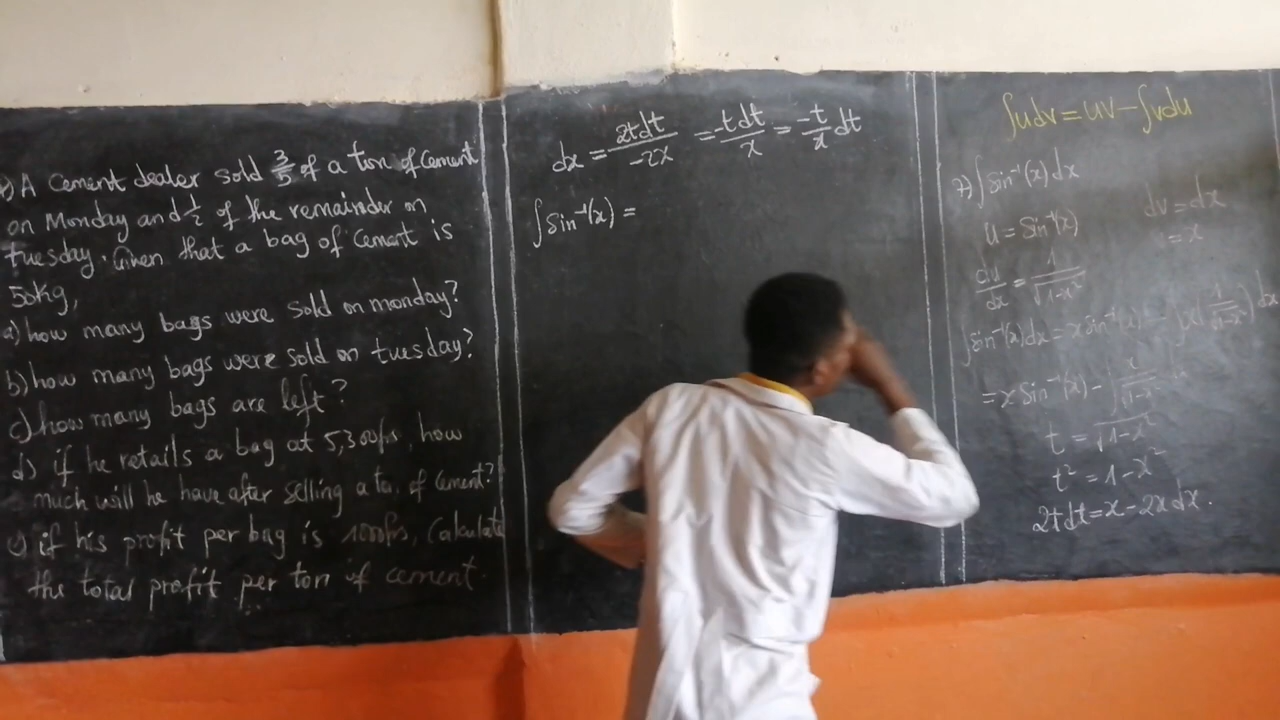 A Cement dealer sold 3/5 of a ton of Cement
on Monday and 1/2 of the remainder on
tuesday. Given that a bag of Cement is
50kg,
a) how many bags were sold on monday?
b) how many bags were sold on tuesday?
c) how many bags are left?
d) if he retails a bag at 5,300frs, how
much will he have after selling a ton of Cement?
e) if his profit per bag is 100frs, Calculate
the total profit per ton of cement.
dx = 2tdt/-2x = -tdt/x = -t/x dt
∫Sin⁻¹(x) =
∫udv = uv - ∫vdu
7) ∫Sin⁻¹(x) dx
u = Sin⁻¹(x) dv = dx
= x
du/dx = 1/√1-x²
∫Sin⁻¹(x)dx = x Sin⁻¹(x) - ∫x(1/√1-x²) dx
= x Sin⁻¹(x) - ∫x/√1-x²
t = √1-x²
t² = 1-x²
2tdt = x - 2x dx.